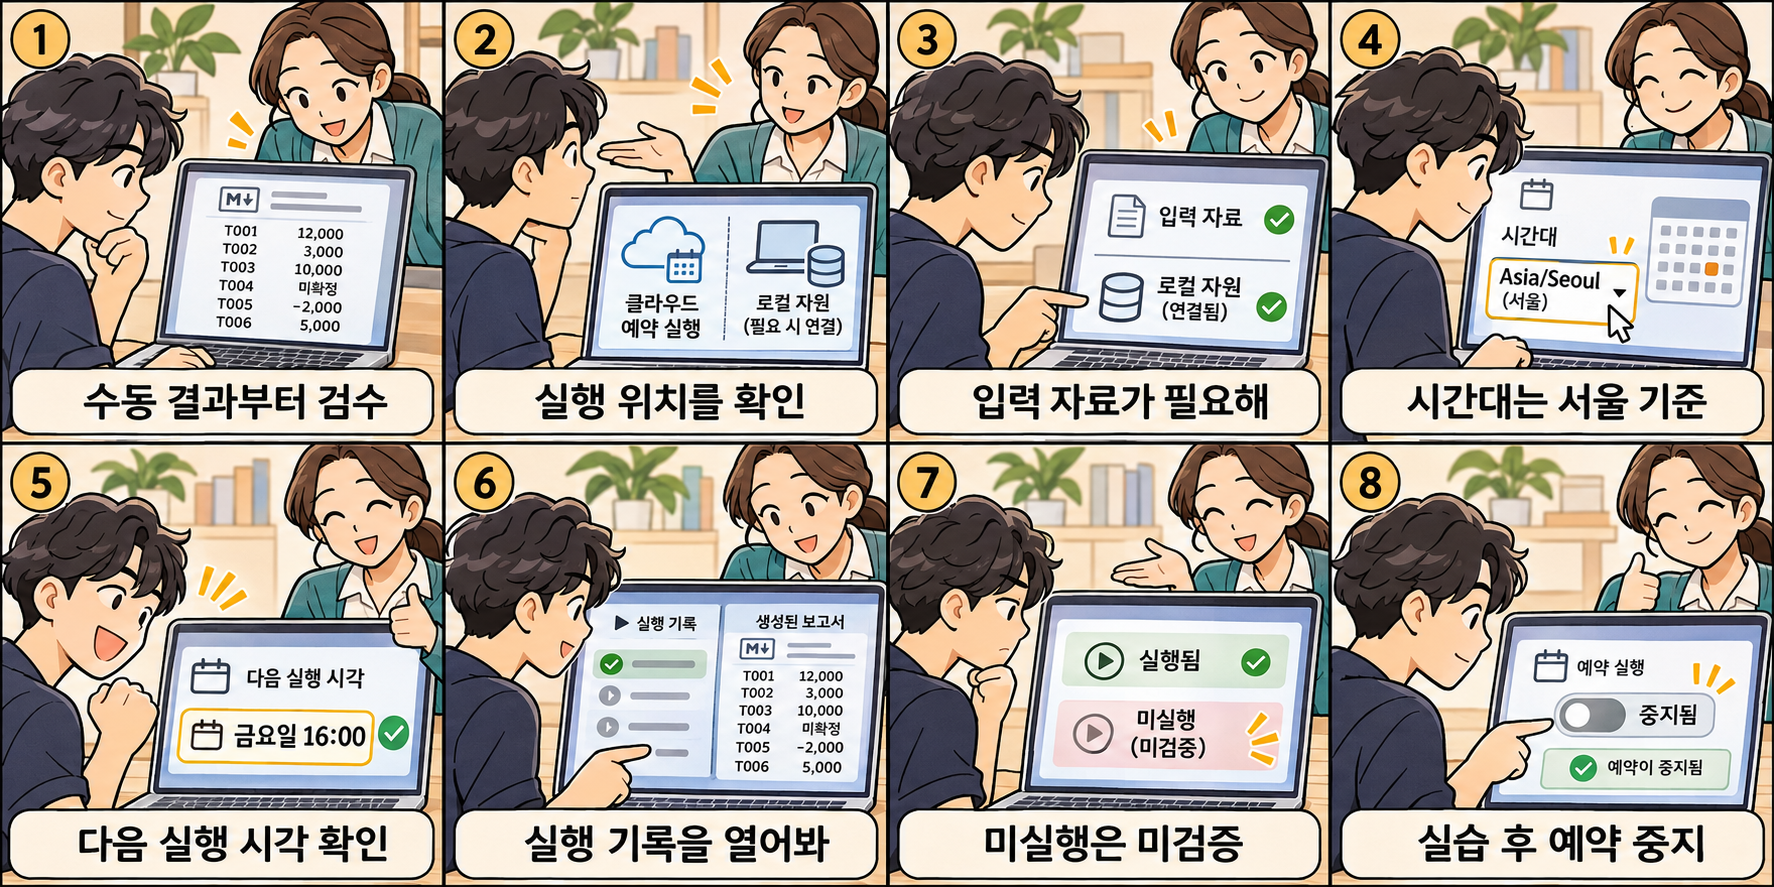 1
M↓
T001 12,000
T002 3,000
T003 10,000
T004 미확정
T005 -2,000
T006 5,000
수동 결과부터 검수
2
클라우드
예약 실행
로컬 자원
(필요 시 연결)
실행 위치를 확인
3
입력 자료
로컬 자원
(연결됨)
입력 자료가 필요해
4
시간대
Asia/Seoul
(서울)
시간대는 서울 기준
5
다음 실행 시각
금요일 16:00
다음 실행 시각 확인
6
실행 기록
생성된 보고서
M↓
T001 12,000
T002 3,000
T003 10,000
T004 미확정
T005 -2,000
T006 5,000
실행 기록을 열어봐
7
실행됨
미실행
(미검중)
미실행은 미검증
8
예약 실행
중지됨
예약이 중지됨
실습 후 예약 중지